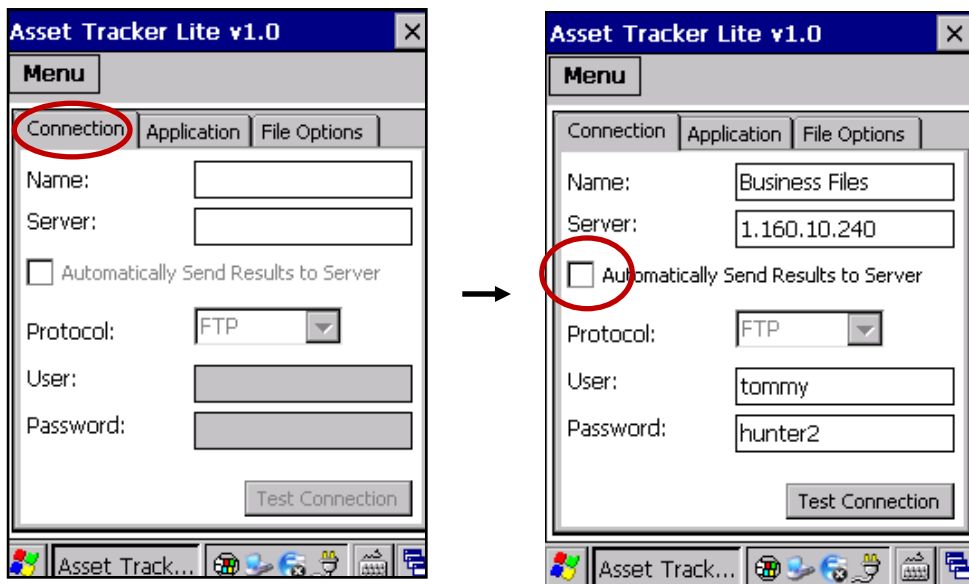 Asset Tracker Lite v1.0
Menu
Connection Application File Options
Name:
Server:
Automatically Send Results to Server
Protocol: FTP
User:
Password:
Test Connection
Asset Track...
Asset Tracker Lite v1.0
Menu
Connection Application File Options
Name: Business Files
Server: 1.160.10.240
Automatically Send Results to Server
Protocol: FTP
User: tommy
Password: hunter2
Test Connection
Asset Track...